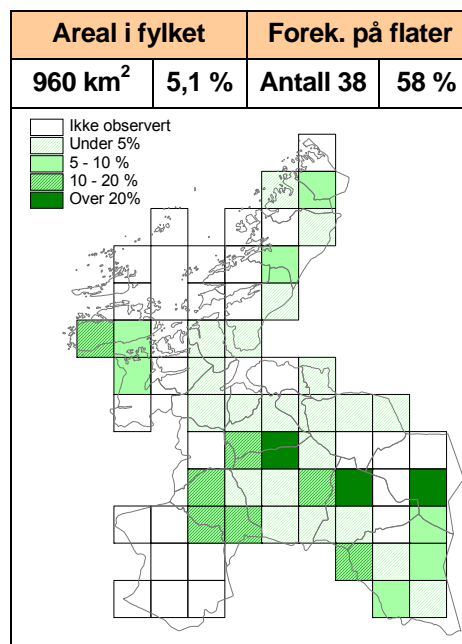 Areal i fylket Forek. på flater
960 km² 5,1 % Antall 38 58 %
Ikke observert
Under 5%
5 - 10 %
10 - 20 %
Over 20%